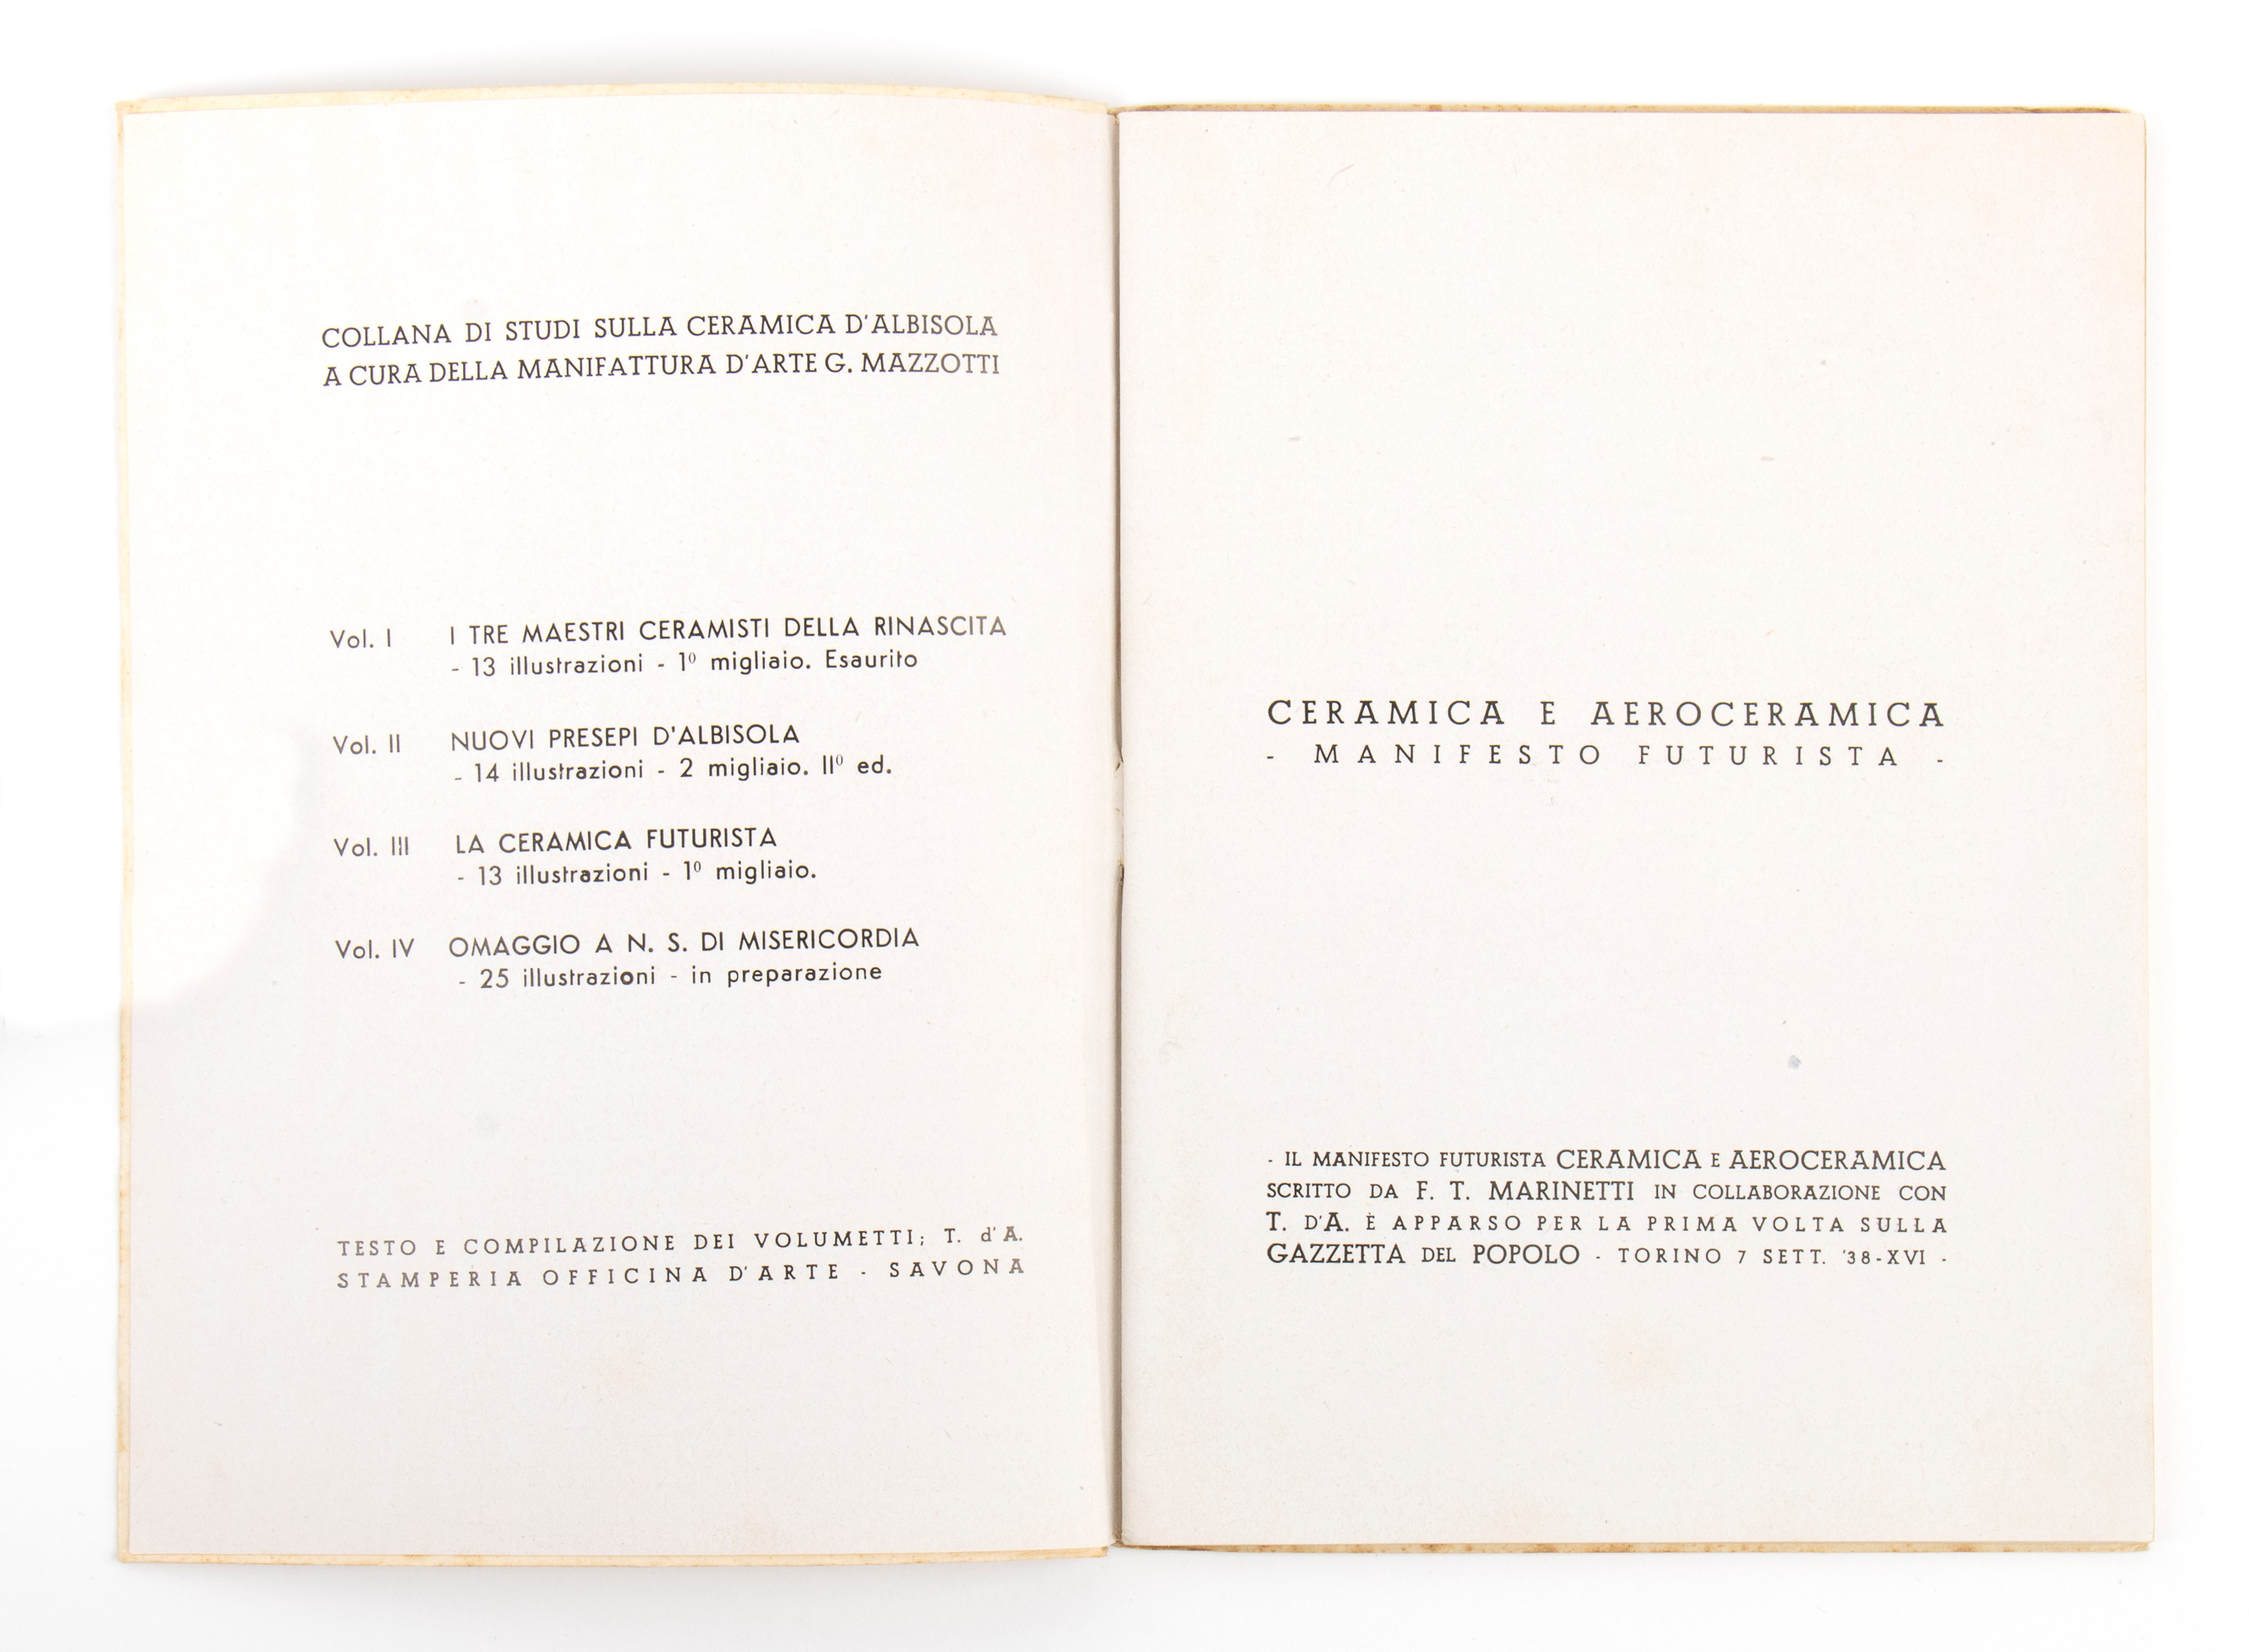 COLLANA DI STUDI SULLA CERAMICA D'ALBISOLA
A CURA DELLA MANIFATTURA D'ARTE G. MAZZOTTI
Vol. I I TRE MAESTRI CERAMISTI DELLA RINASCITA
- 13 illustrazioni - 1⁰ migliaio. Esaurito
Vol. II NUOVI PRESEPI D'ALBISOLA
- 14 illustrazioni - 2 migliaio. II⁰ ed.
Vol. III LA CERAMICA FUTURISTA
- 13 illustrazioni - 1⁰ migliaio.
Vol. IV OMAGGIO A N. S. DI MISERICORDIA
- 25 illustrazioni - in preparazione
TESTO E COMPILAZIONE DEI VOLUMETTI; T. d'A.
STAMPERIA OFFICINA D'ARTE - SAVONA
CERAMICA E AEROCERAMICA
- MANIFESTO FUTURISTA -
- IL MANIFESTO FUTURISTA CERAMICA E AEROCERAMICA
SCRITTO DA F. T. MARINETTI IN COLLABORAZIONE CON
T. D'A. È APPARSO PER LA PRIMA VOLTA SULLA
GAZZETTA DEL POPOLO - TORINO 7 SETT. '38-XVI -